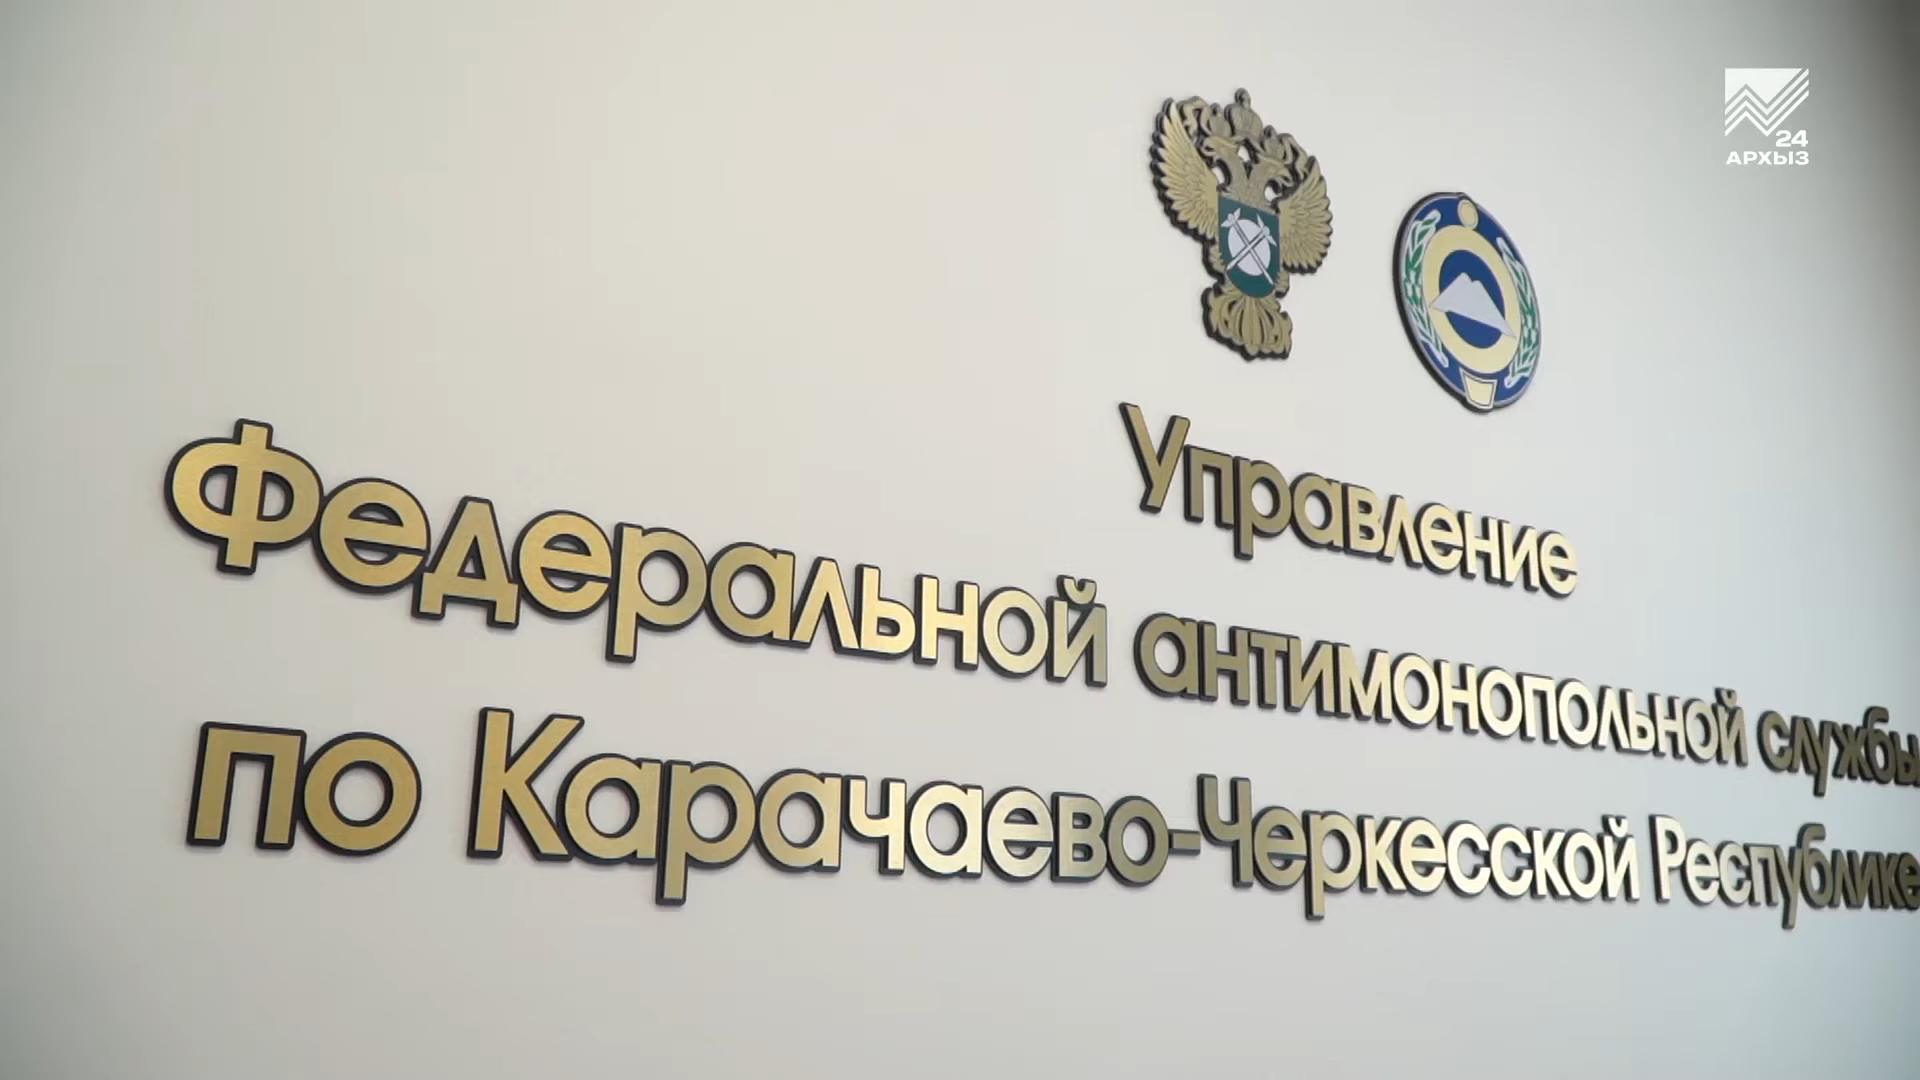 24
АРХЫЗ
Управление
Федеральной антимонопольной службы
по Карачаево-Черкесской Республике